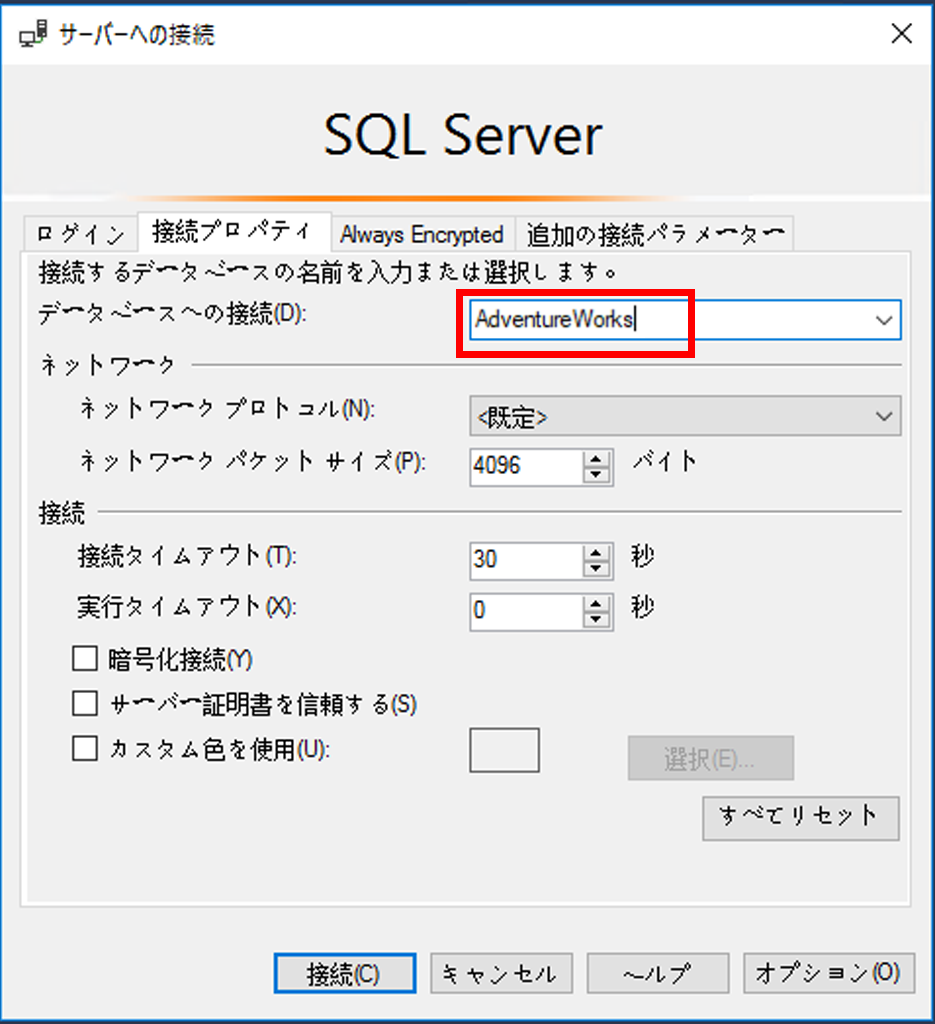 サーバーへの接続
SQL Server
ログイン 接続プロパティ Always Encrypted 追加の接続パラメーター
接続するデータベースの名前を入力または選択します。
データベースへの接続(D): AdventureWorks
ネットワーク
ネットワーク プロトコル(N): <既定>
ネットワーク パケット サイズ(P): 4096 バイト
接続
接続タイムアウト(T): 30 秒
実行タイムアウト(X): 0 秒
暗号化接続(Y)
サーバー証明書を信頼する(S)
カスタム色を使用(U): 選択(E)...
すべてリセット
接続(C) キャンセル ヘルプ オプション(O)